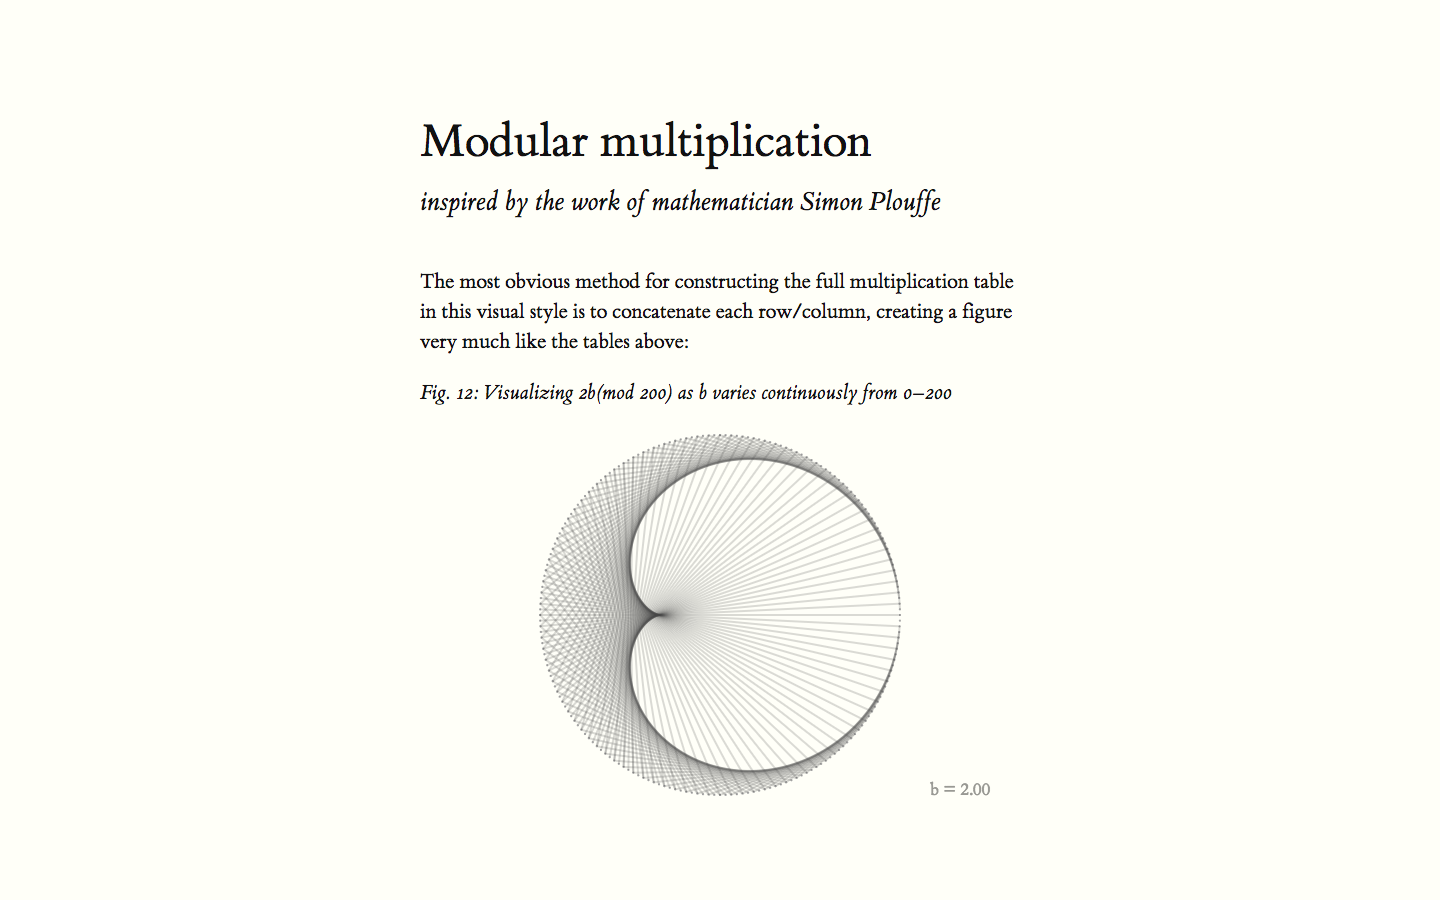 Modular multiplication
inspired by the work of mathematician Simon Plouffe
The most obvious method for constructing the full multiplication table
in this visual style is to concatenate each row/column, creating a figure
very much like the tables above:
Fig. 12: Visualizing 2b(mod 200) as b varies continuously from 0–200
b = 2.00